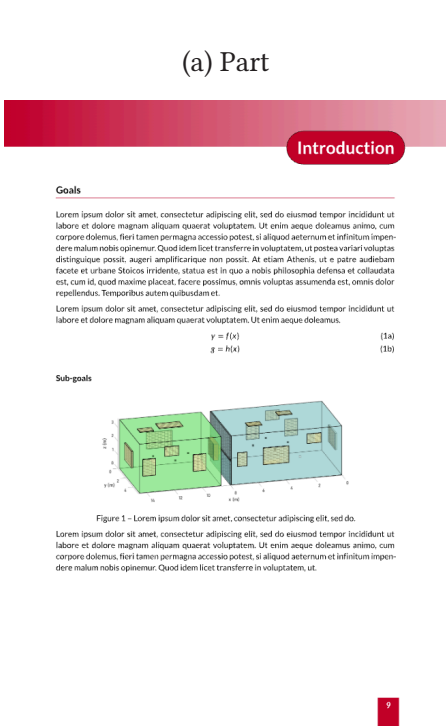 (a) Part
Introduction
Goals
Lorem ipsum dolor sit amet, consectetur adipiscing elit, sed do eiusmod tempor incididunt ut
labore et dolore magnam aliquam quaerat voluptatem. Ut enim aeque doleamus animo, cum
corpore dolemus, fieri tamen permagna accessio potest, si aliquod aeternum et infinitum impen-
dere malum nobis opinemur. Quod idem licet transferre in voluptatem, ut postea variari voluptas
distinguique possit, augeri amplificarique non possit. At etiam Athenis, ut e patre audiebam
facete et urbane Stoicos irridente, statua est in quo a nobis philosophia defensa et collaudata
est, cum id, quod maxime placeat, facere possimus, omnis voluptas assumenda est, omnis dolor
repellendus. Temporibus autem quibusdam et.
Lorem ipsum dolor sit amet, consectetur adipiscing elit, sed do eiusmod tempor incididunt ut
labore et dolore magnam aliquam quaerat voluptatem. Ut enim aeque doleamus.
y = f(x) (1a)
g = h(x) (1b)
Sub-goals
z (m)
y (m)
x (m)
Figure 1 – Lorem ipsum dolor sit amet, consectetur adipiscing elit, sed do.
Lorem ipsum dolor sit amet, consectetur adipiscing elit, sed do eiusmod tempor incididunt ut
labore et dolore magnam aliquam quaerat voluptatem. Ut enim aeque doleamus animo, cum
corpore dolemus, fieri tamen permagna accessio potest, si aliquod aeternum et infinitum impen-
dere malum nobis opinemur. Quod idem licet transferre in voluptatem, ut.
9